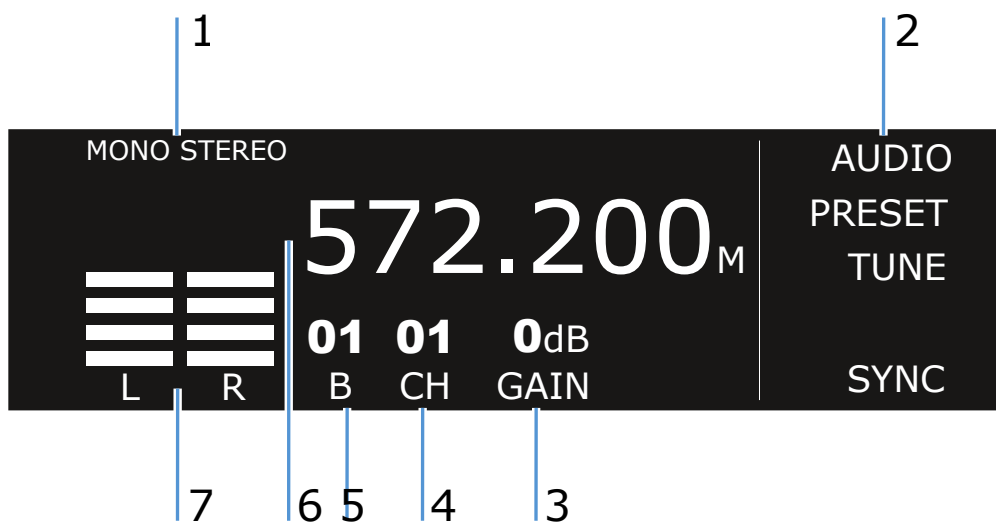 1 2
MONO STEREO
AUDIO
572.200M
PRESET
TUNE
01 01 0dB
L R B CH GAIN
SYNC
7 6 5 4 3